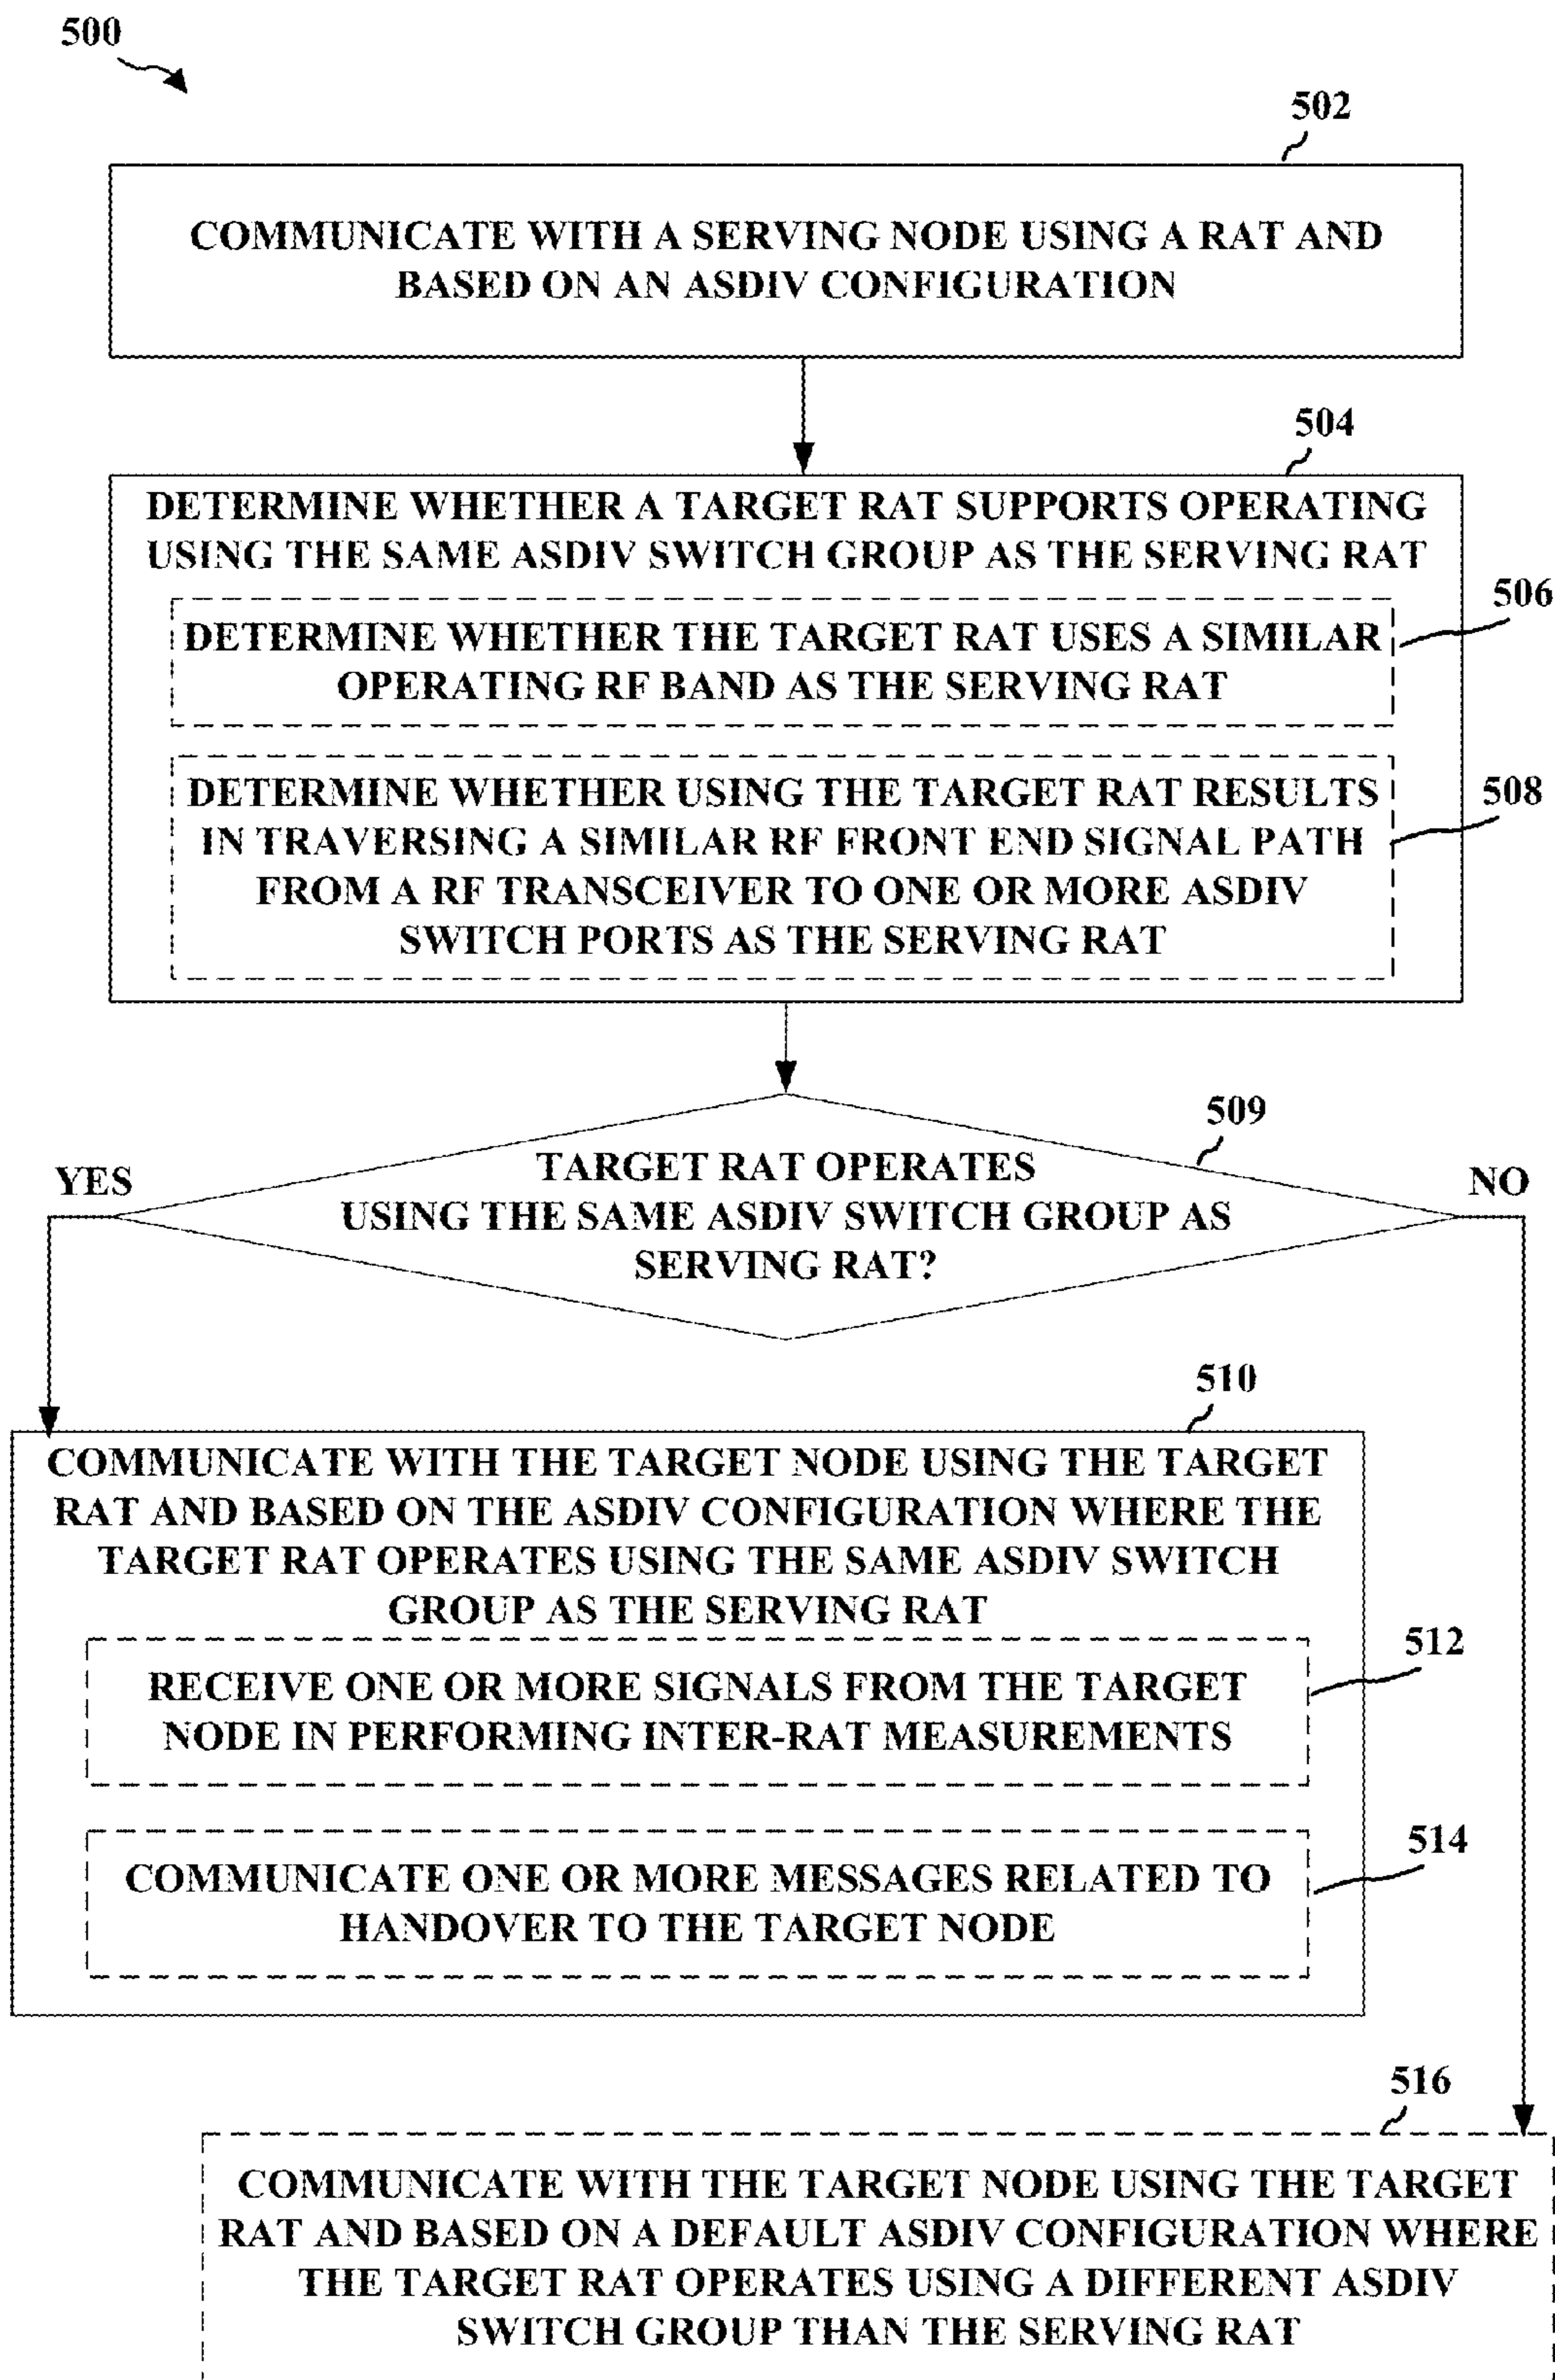 500
502
COMMUNICATE WITH A SERVING NODE USING A RAT AND
BASED ON AN ASDIV CONFIGURATION
504
DETERMINE WHETHER A TARGET RAT SUPPORTS OPERATING
USING THE SAME ASDIV SWITCH GROUP AS THE SERVING RAT
506
DETERMINE WHETHER THE TARGET RAT USES A SIMILAR
OPERATING RF BAND AS THE SERVING RAT
508
DETERMINE WHETHER USING THE TARGET RAT RESULTS
IN TRAVERSING A SIMILAR RF FRONT END SIGNAL PATH
FROM A RF TRANSCEIVER TO ONE OR MORE ASDIV
SWITCH PORTS AS THE SERVING RAT
509
YES
TARGET RAT OPERATES
USING THE SAME ASDIV SWITCH GROUP AS
SERVING RAT?
NO
510
COMMUNICATE WITH THE TARGET NODE USING THE TARGET
RAT AND BASED ON THE ASDIV CONFIGURATION WHERE THE
TARGET RAT OPERATES USING THE SAME ASDIV SWITCH
GROUP AS THE SERVING RAT
512
RECEIVE ONE OR MORE SIGNALS FROM THE TARGET
NODE IN PERFORMING INTER-RAT MEASUREMENTS
514
COMMUNICATE ONE OR MORE MESSAGES RELATED TO
HANDOVER TO THE TARGET NODE
516
COMMUNICATE WITH THE TARGET NODE USING THE TARGET
RAT AND BASED ON A DEFAULT ASDIV CONFIGURATION WHERE
THE TARGET RAT OPERATES USING A DIFFERENT ASDIV
SWITCH GROUP THAN THE SERVING RAT